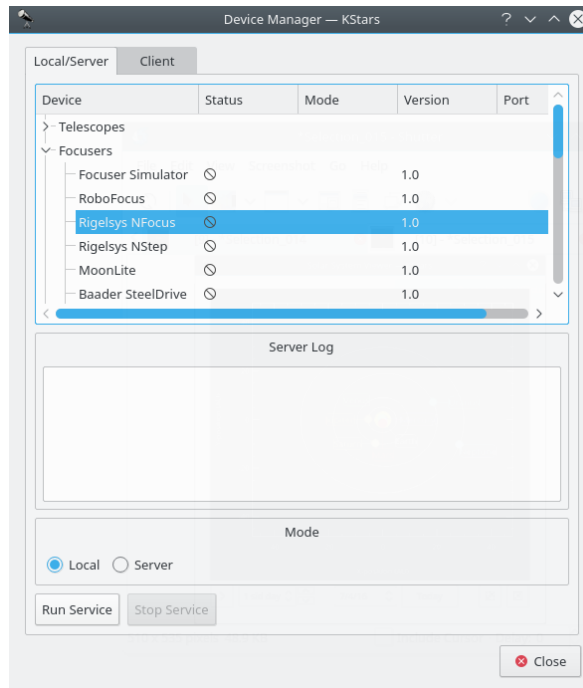 Device Manager — KStars
Local/Server Client
Device Status Mode Version Port
Telescopes
Focusers
Focuser Simulator 1.0
RoboFocus 1.0
Rigelsys NFocus 1.0
Rigelsys NStep 1.0
MoonLite 1.0
Baader SteelDrive 1.0
Server Log
Mode
Local Server
Run Service Stop Service
Close